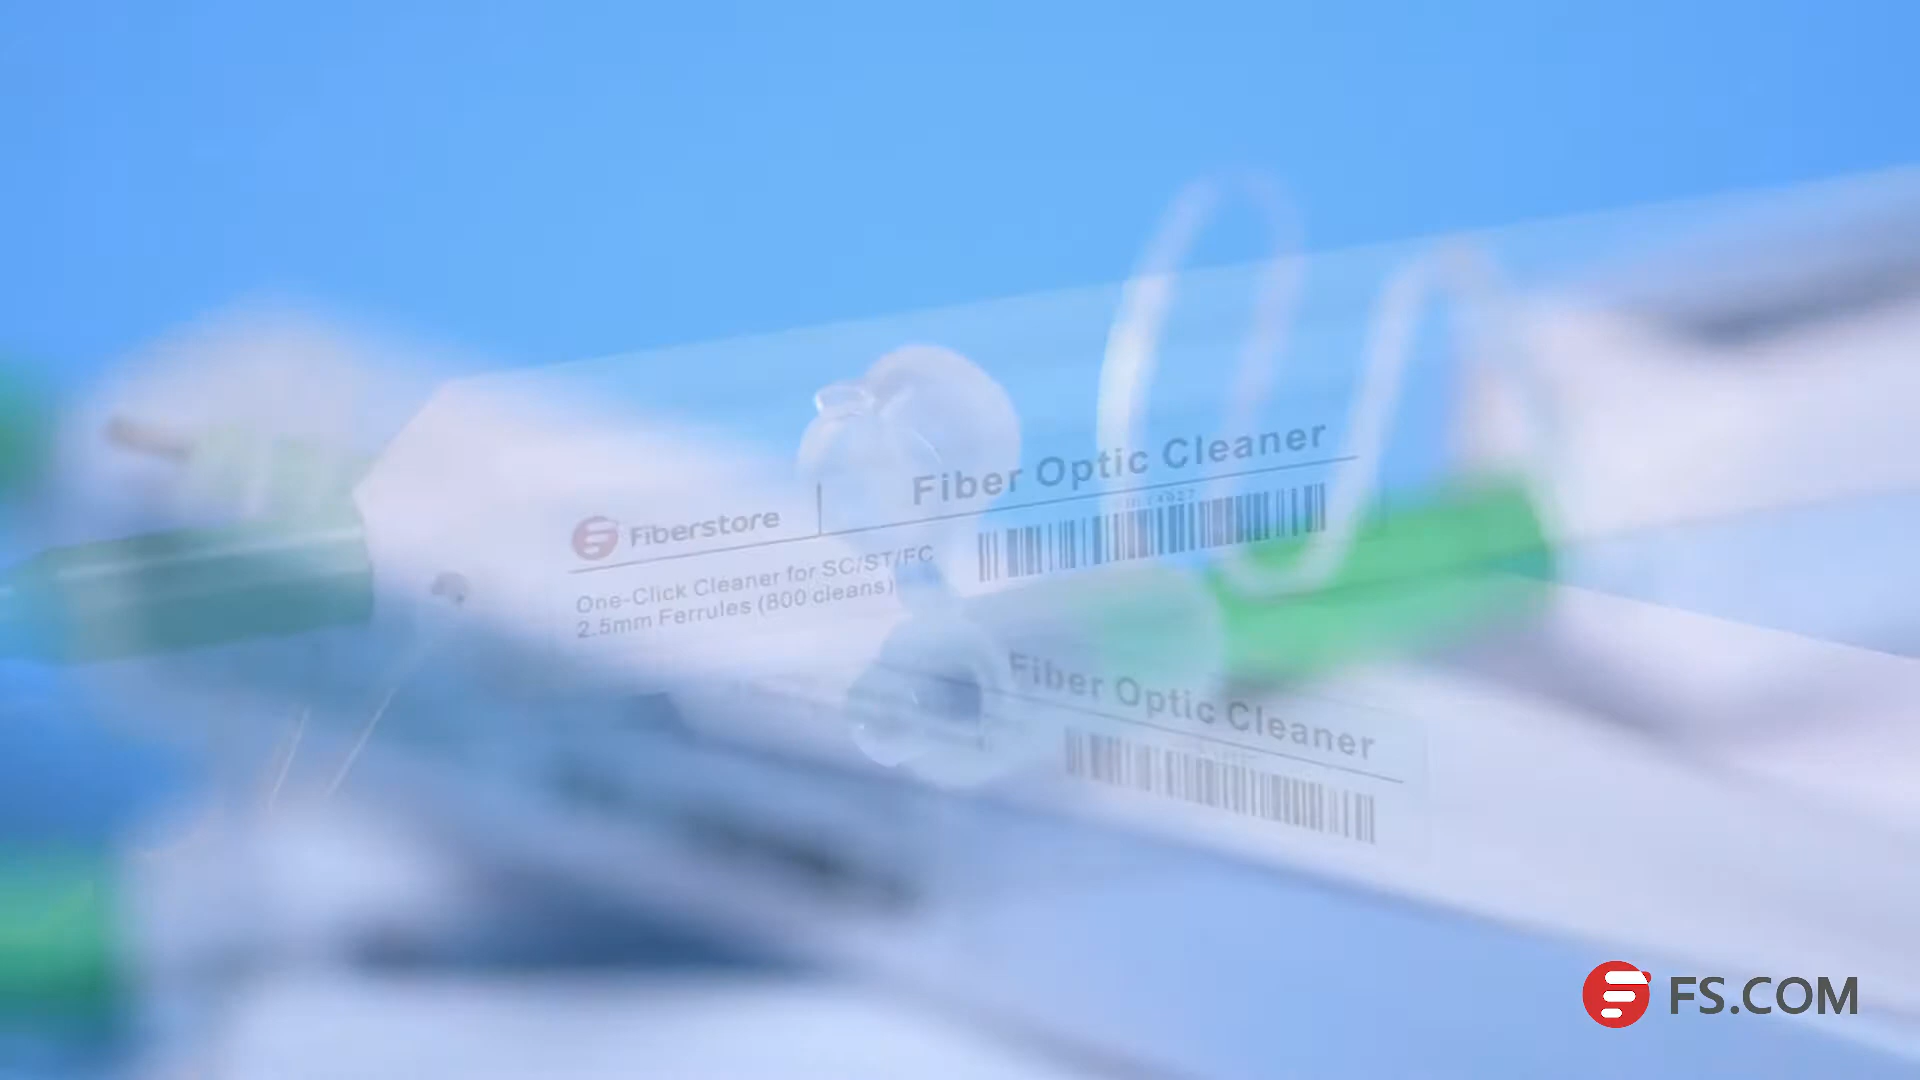 Fiber Optic Cleaner
Fiberstore
One-Click Cleaner for SC/ST/FC
2.5mm Ferrules (800 cleans)
Fiber Optic Cleaner
FS.COM